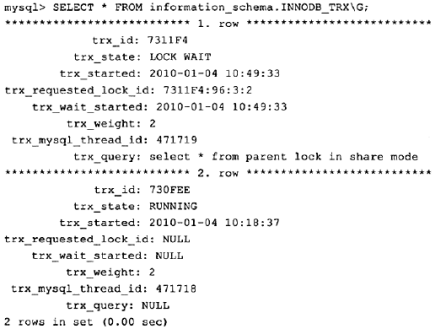 mysql> SELECT * FROM information_schema.INNODB_TRX\G;
*************************** 1. row ***************************
trx_id: 7311F4
trx_state: LOCK WAIT
trx_started: 2010-01-04 10:49:33
trx_requested_lock_id: 7311F4:96:3:2
trx_wait_started: 2010-01-04 10:49:33
trx_weight: 2
trx_mysql_thread_id: 471719
trx_query: select * from parent lock in share mode
*************************** 2. row ***************************
trx_id: 730FEE
trx_state: RUNNING
trx_started: 2010-01-04 10:18:37
trx_requested_lock_id: NULL
trx_wait_started: NULL
trx_weight: 2
trx_mysql_thread_id: 471718
trx_query: NULL
2 rows in set (0.00 sec)